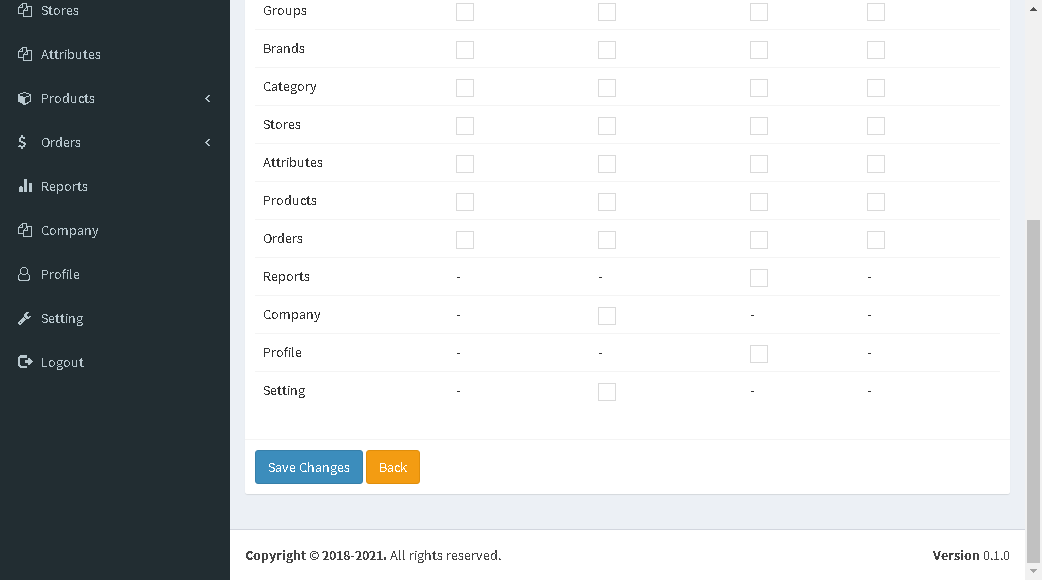 Stores
Attributes
Products
Orders
Reports
Company
Profile
Setting
Logout
Groups
Brands
Category
Stores
Attributes
Products
Orders
Reports - - -
Company - - -
Profile - - -
Setting - - -
Save Changes Back
Copyright © 2018-2021. All rights reserved. Version 0.1.0